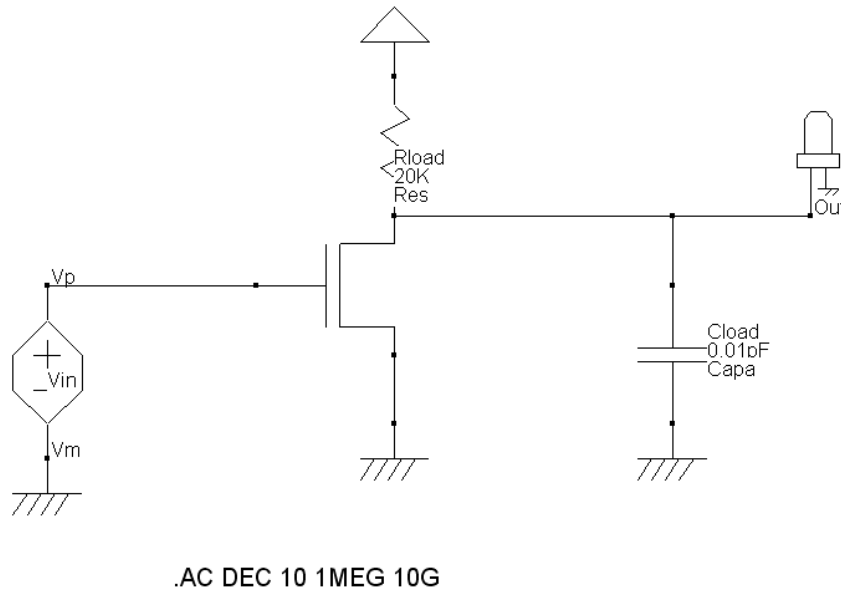 Rload
20K
Res
Out
Vp
+
Vin
Cload
0.01pF
Capa
Vm
.AC DEC 10 1MEG 10G